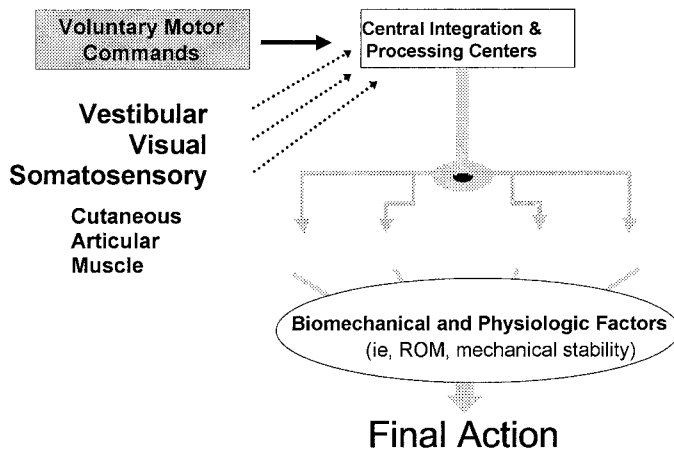 Voluntary Motor
Commands
Central Integration &
Processing Centers
Vestibular
Visual
Somatosensory
Cutaneous
Articular
Muscle
Biomechanical and Physiologic Factors
(ie, ROM, mechanical stability)
Final Action